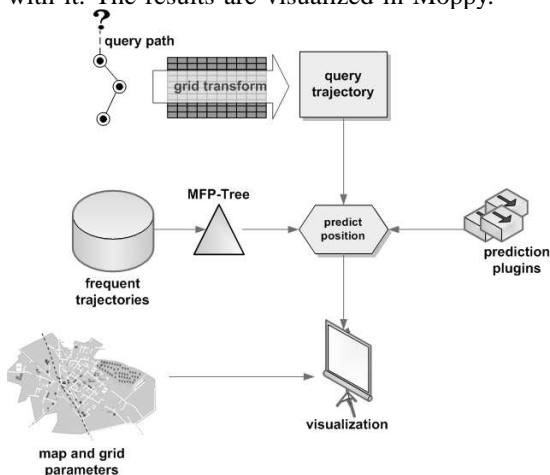 with it. The results are visualized in Moppy.
?
query path
grid transform
query
trajectory
MFP-Tree
predict
position
frequent
trajectories
prediction
plugins
visualization
map and grid
parameters